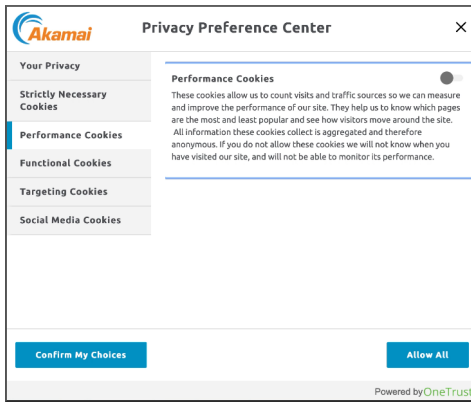 Akamai
Privacy Preference Center
Your Privacy
Strictly Necessary
Cookies
Performance Cookies
Functional Cookies
Targeting Cookies
Social Media Cookies
Performance Cookies
These cookies allow us to count visits and traffic sources so we can measure
and improve the performance of our site. They help us to know which pages
are the most and least popular and see how visitors move around the site.
All information these cookies collect is aggregated and therefore
anonymous. If you do not allow these cookies we will not know when you
have visited our site, and will not be able to monitor its performance.
Confirm My Choices
Allow All
Powered by OneTrust